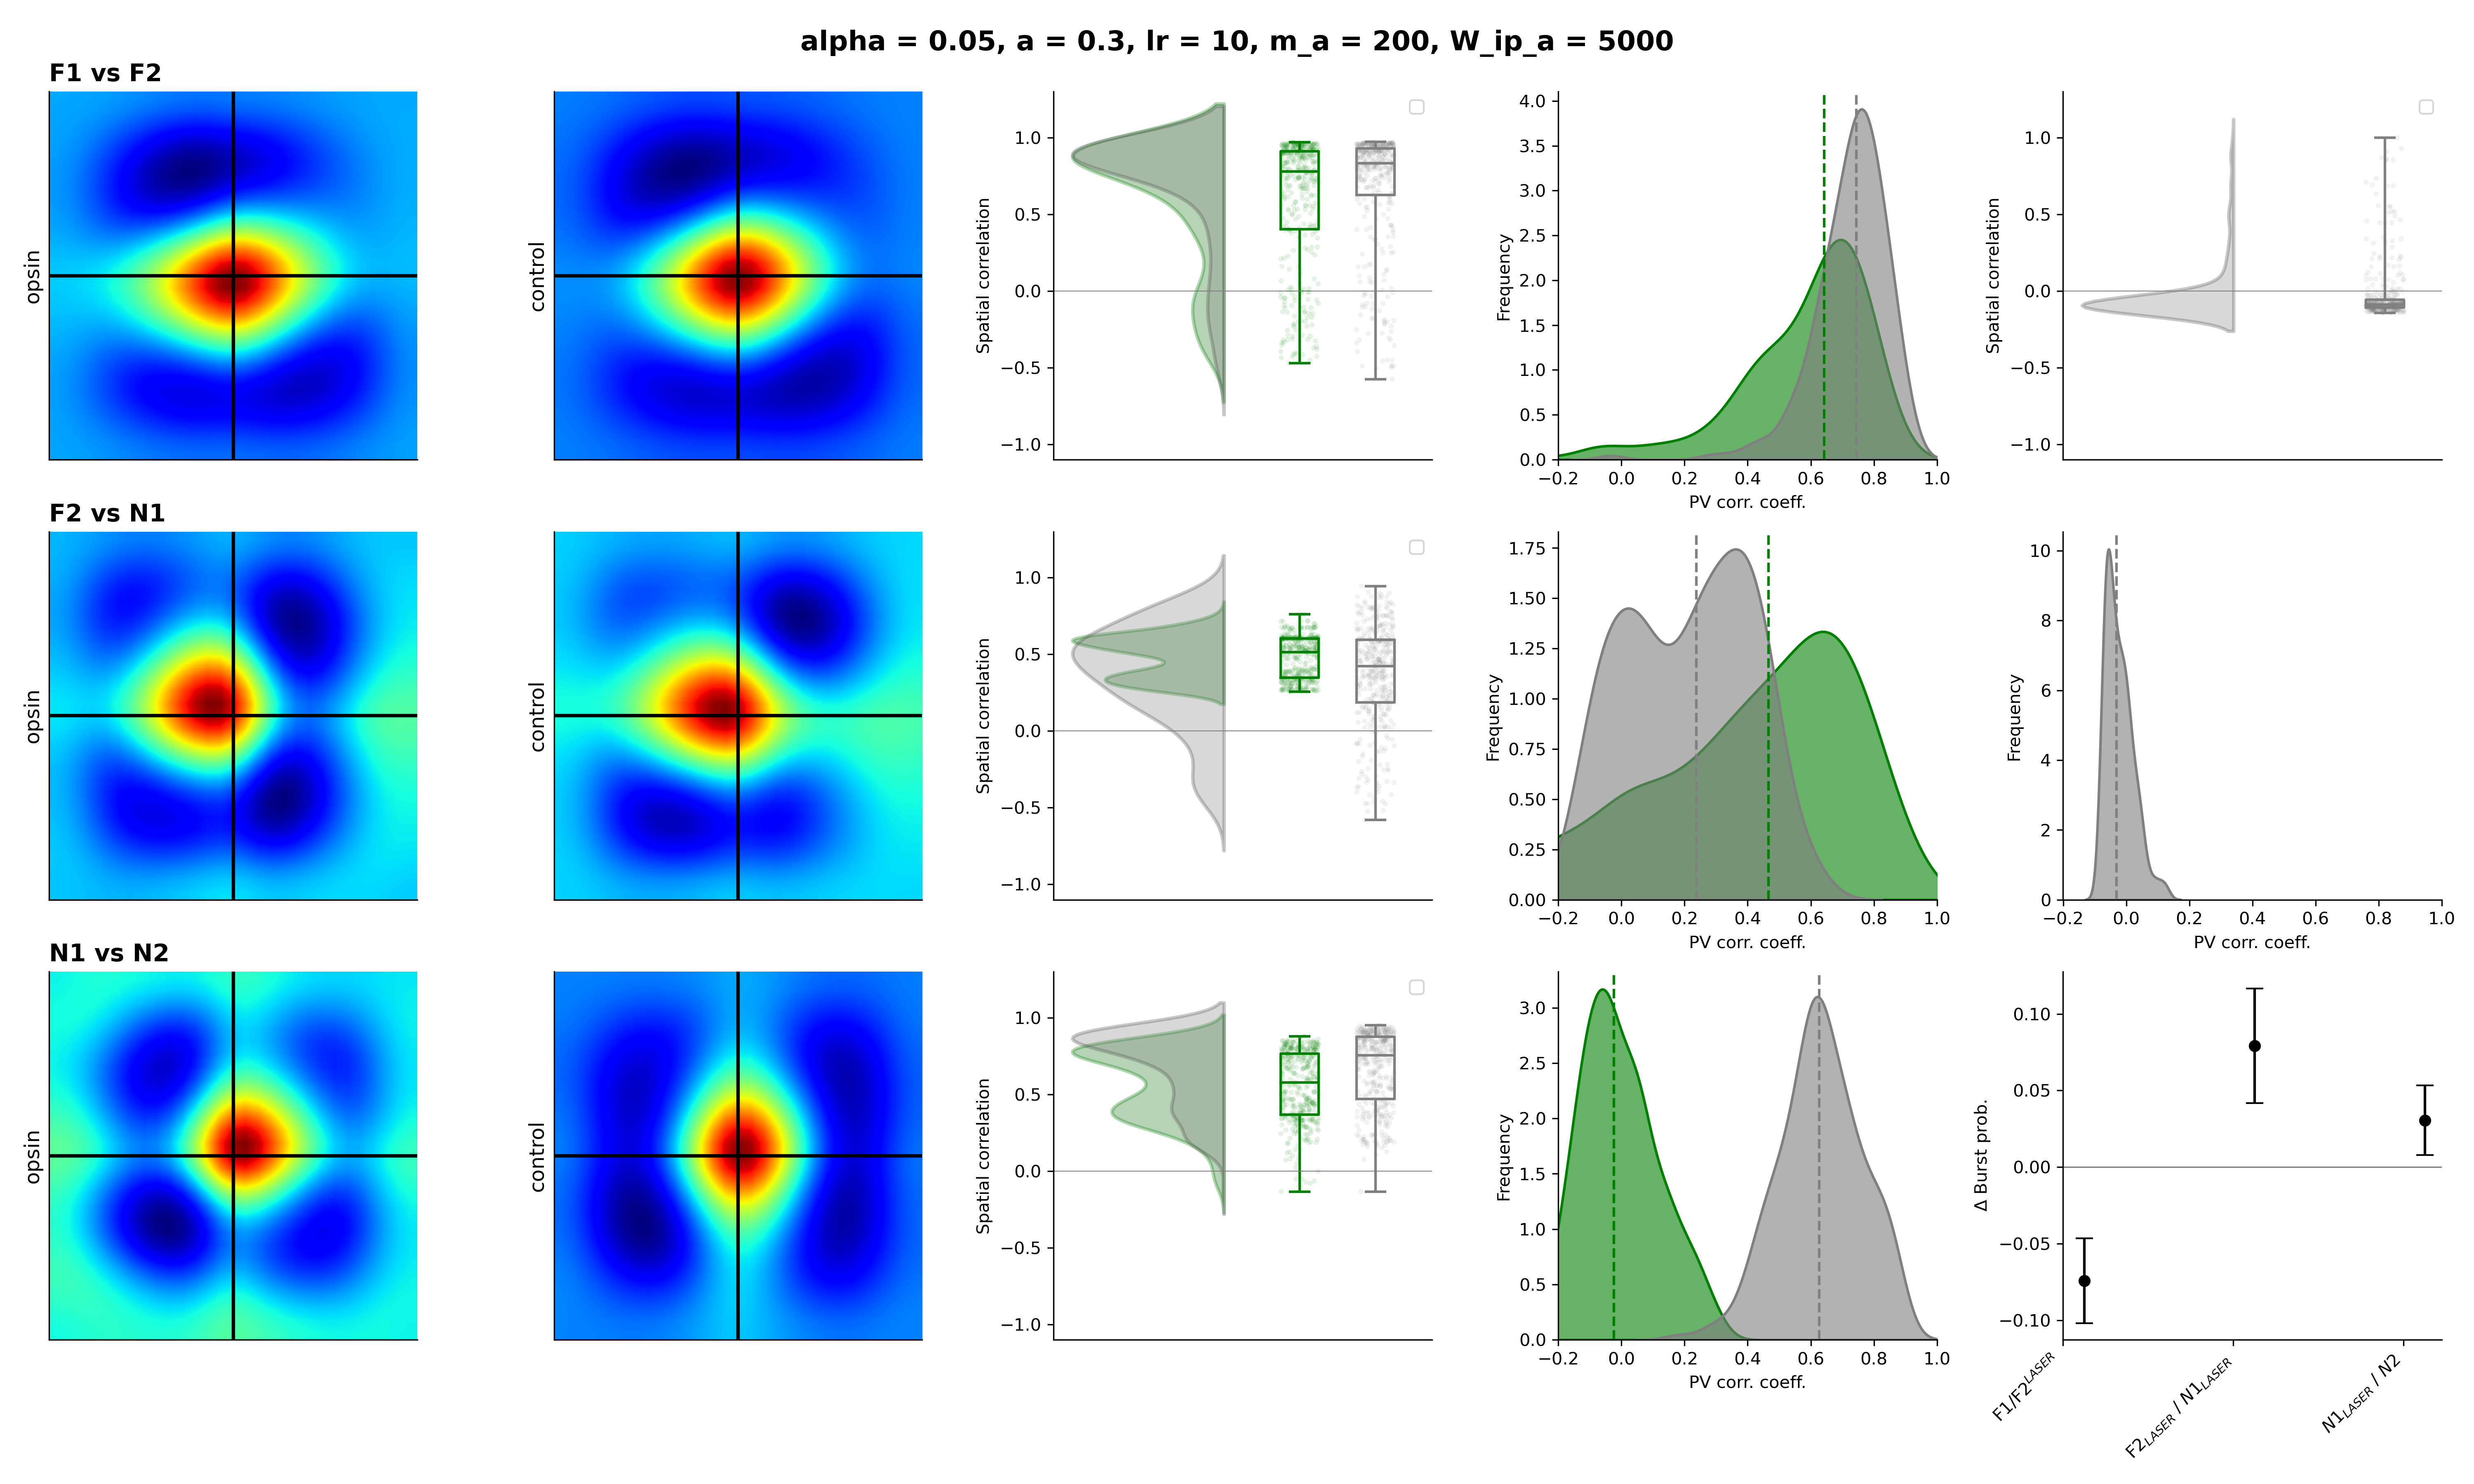 alpha = 0.05, a = 0.3, lr = 10, m_a = 200, W_ip_a = 5000
F1 vs F2
opsin
control
Spatial correlation
1.0
0.5
0.0
−0.5
−1.0
Frequency
4.0
3.5
3.0
2.5
2.0
1.5
1.0
0.5
0.0
−0.2 0.0 0.2 0.4 0.6 0.8 1.0
PV corr. coeff.
Spatial correlation
1.0
0.5
0.0
−0.5
−1.0
F2 vs N1
opsin
control
Spatial correlation
1.0
0.5
0.0
−0.5
−1.0
Frequency
1.75
1.50
1.25
1.00
0.75
0.50
0.25
0.00
−0.2 0.0 0.2 0.4 0.6 0.8 1.0
PV corr. coeff.
Frequency
10
8
6
4
2
0
−0.2 0.0 0.2 0.4 0.6 0.8 1.0
PV corr. coeff.
N1 vs N2
opsin
control
Spatial correlation
1.0
0.5
0.0
−0.5
−1.0
Frequency
3.0
2.5
2.0
1.5
1.0
0.5
0.0
−0.2 0.0 0.2 0.4 0.6 0.8 1.0
PV corr. coeff.
Δ Burst prob.
0.10
0.05
0.00
−0.05
−0.10
F1/F2^LASER
F2_LASER / N1_LASER
N1_LASER / N2